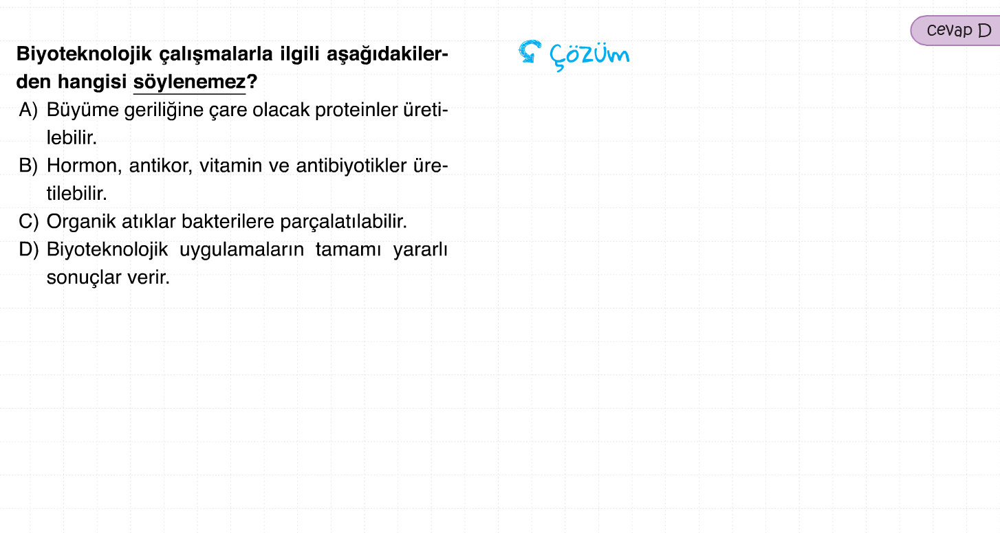 Cevap D
Biyoteknolojik çalışmalarla ilgili aşağıdakiler-
den hangisi söylenemez?
A) Büyüme geriliğine çare olacak proteinler üreti-
lebilir.
B) Hormon, antikor, vitamin ve antibiyotikler üre-
tilebilir.
C) Organik atıklar bakterilere parçalatılabilir.
D) Biyoteknolojik uygulamaların tamamı yararlı
sonuçlar verir.
Çözüm